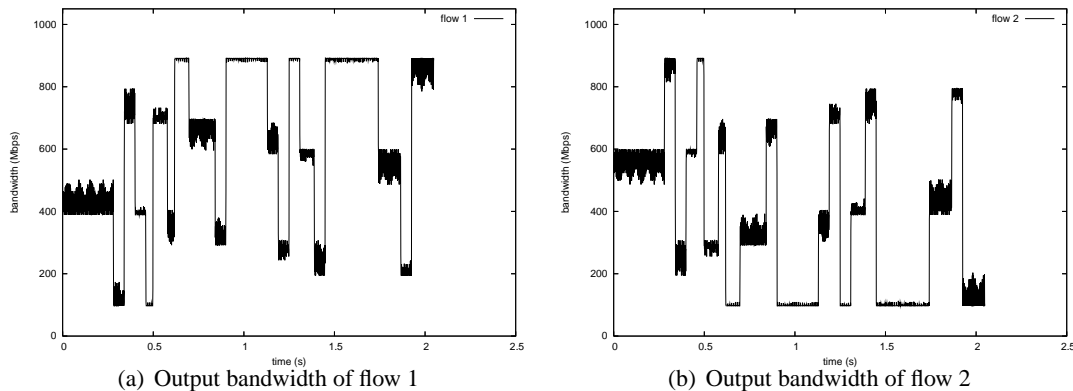 1000
800
600
400
200
0
bandwidth (Mbps)
flow 1
0 0.5 1 1.5 2 2.5
time (s)
(a) Output bandwidth of flow 1
1000
800
600
400
200
0
bandwidth (Mbps)
flow 2
0 0.5 1 1.5 2 2.5
time (s)
(b) Output bandwidth of flow 2